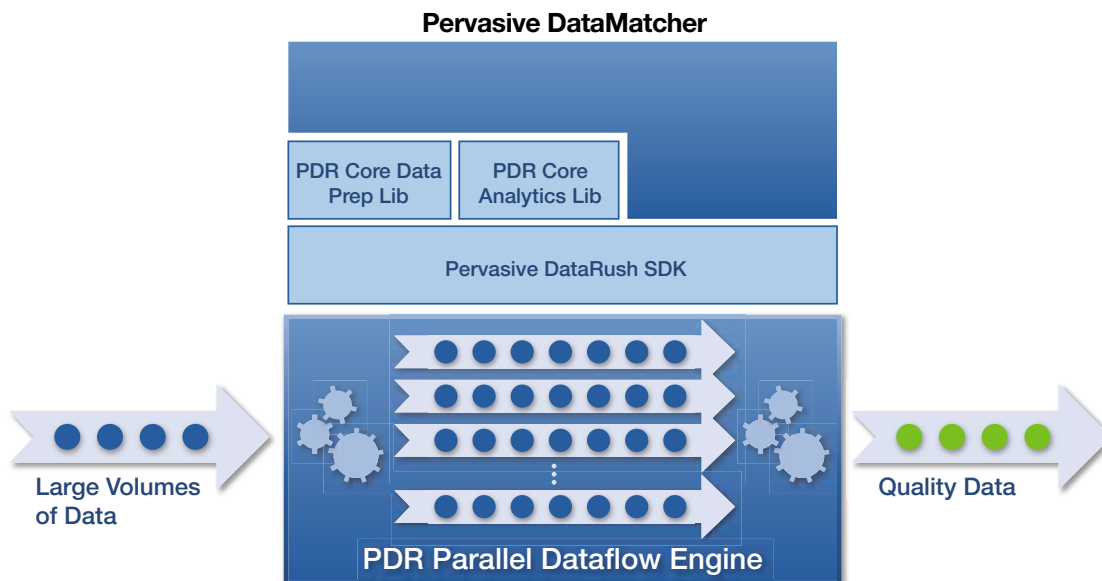 Pervasive DataMatcher
PDR Core Data
Prep Lib
PDR Core
Analytics Lib
Pervasive DataRush SDK
Large Volumes
of Data
Quality Data
PDR Parallel Dataflow Engine